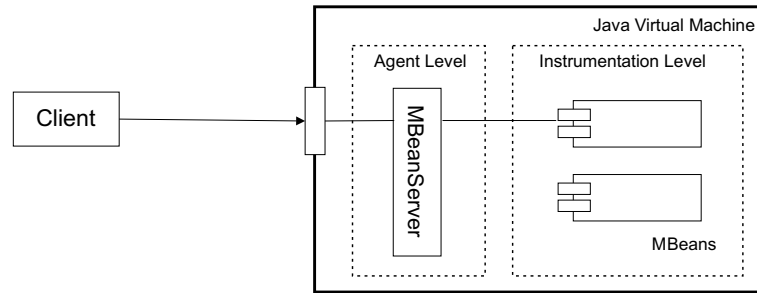 Java Virtual Machine
Agent Level
Instrumentation Level
Client
MBeanServer
MBeans